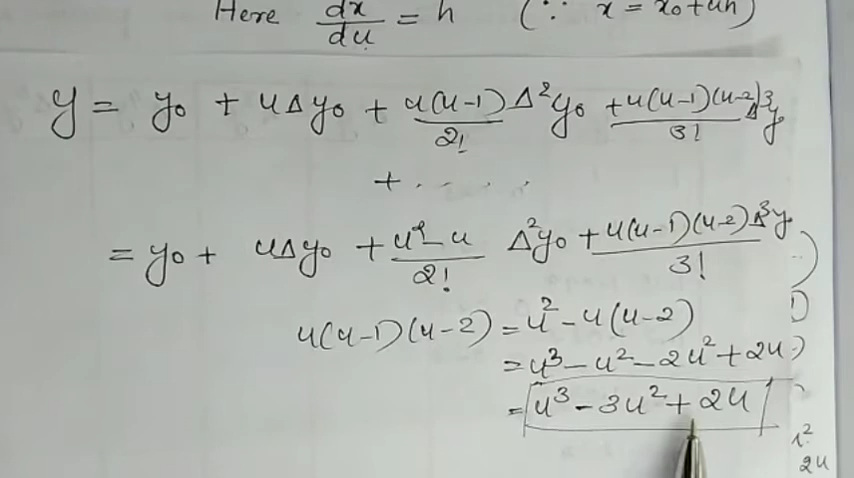 Here dx/du = h (∵ x = x₀+uh)
y = y₀ + uΔy₀ + u(u-1)/2! Δ²y₀ + u(u-1)(u-2)/3! Δ³y
+ . . . .
= y₀ + uΔy₀ + u²-u/2! Δ²y₀ + u(u-1)(u-2)Δ³y/3!
u(u-1)(u-2) = u²-u(u-2)
= u³-u²-2u²+2u
= u³-3u²+2u
2u